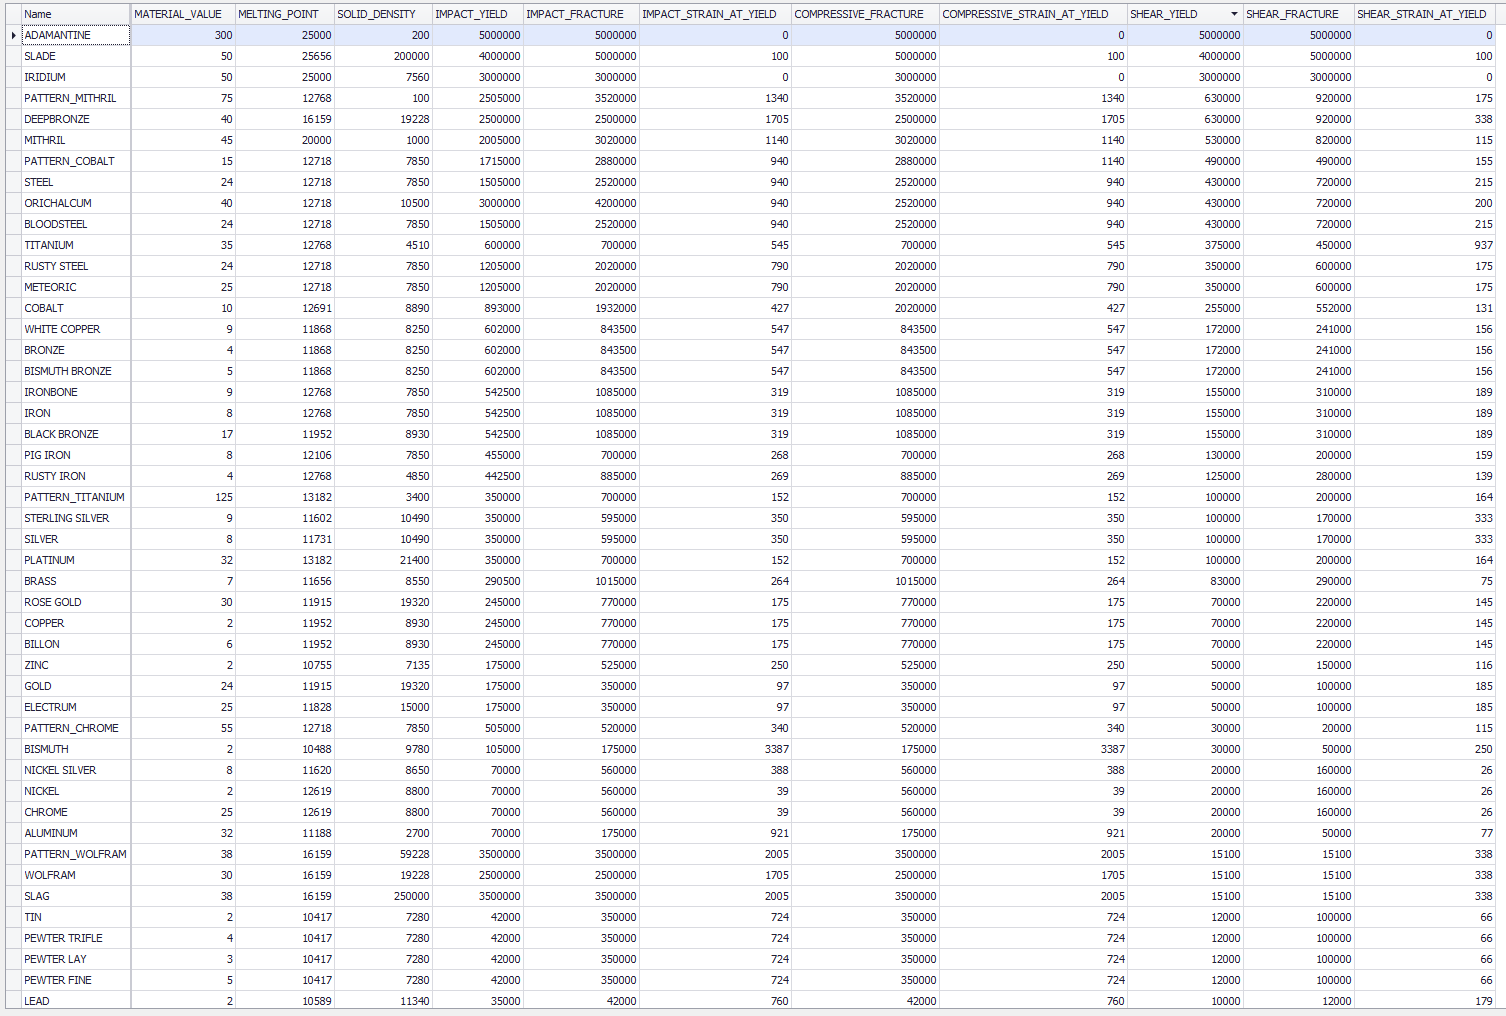 Name MATERIAL_VALUE MELTING_POINT SOLID_DENSITY IMPACT_YIELD IMPACT_FRACTURE IMPACT_STRAIN_AT_YIELD COMPRESSIVE_FRACTURE COMPRESSIVE_STRAIN_AT_YIELD SHEAR_YIELD SHEAR_FRACTURE SHEAR_STRAIN_AT_YIELD
ADAMANTINE 300 25000 200 5000000 5000000 0 5000000 0 5000000 5000000 0
SLADE 50 25656 200000 4000000 5000000 100 5000000 100 4000000 5000000 100
IRIDIUM 50 25000 7560 3000000 3000000 0 3000000 0 3000000 3000000 0
PATTERN_MITHRIL 75 12768 100 2505000 3520000 1340 3520000 1340 630000 920000 175
DEEPBRONZE 40 16159 19228 2500000 2500000 1705 2500000 1705 630000 920000 338
MITHRIL 45 20000 1000 2005000 3020000 1140 3020000 1140 530000 820000 115
PATTERN_COBALT 15 12718 7850 1715000 2880000 940 2880000 1140 490000 490000 155
STEEL 24 12718 7850 1505000 2520000 940 2520000 940 430000 720000 215
ORICHALCUM 40 12718 10500 3000000 4200000 940 2520000 940 430000 720000 200
BLOODSTEEL 24 12718 7850 1505000 2520000 940 2520000 940 430000 720000 215
TITANIUM 35 12768 4510 600000 700000 545 700000 545 375000 450000 937
RUSTY STEEL 24 12718 7850 1205000 2020000 790 2020000 790 350000 600000 175
METEORIC 25 12718 7850 1205000 2020000 790 2020000 790 350000 600000 175
COBALT 10 12691 8890 893000 1932000 427 2020000 427 255000 552000 131
WHITE COPPER 9 11868 8250 602000 843500 547 843500 547 172000 241000 156
BRONZE 4 11868 8250 602000 843500 547 843500 547 172000 241000 156
BISMUTH BRONZE 5 11868 8250 602000 843500 547 843500 547 172000 241000 156
IRONBONE 9 12768 7850 542500 1085000 319 1085000 319 155000 310000 189
IRON 8 12768 7850 542500 1085000 319 1085000 319 155000 310000 189
BLACK BRONZE 17 11952 8930 542500 1085000 319 1085000 319 155000 310000 189
PIG IRON 8 12106 7850 455000 700000 268 700000 268 130000 200000 159
RUSTY IRON 4 12768 4850 442500 885000 269 885000 269 125000 280000 139
PATTERN_TITANIUM 125 13182 3400 350000 700000 152 700000 152 100000 200000 164
STERLING SILVER 9 11602 10490 350000 595000 350 595000 350 100000 170000 333
SILVER 8 11731 10490 350000 595000 350 595000 350 100000 170000 333
PLATINUM 32 13182 21400 350000 700000 152 700000 152 100000 200000 164
BRASS 7 11656 8550 290500 1015000 264 1015000 264 83000 290000 75
ROSE GOLD 30 11915 19320 245000 770000 175 770000 175 70000 220000 145
COPPER 2 11952 8930 245000 770000 175 770000 175 70000 220000 145
BILLON 6 11952 8930 245000 770000 175 770000 175 70000 220000 145
ZINC 2 10755 7135 175000 525000 250 525000 250 50000 150000 116
GOLD 24 11915 19320 175000 350000 97 350000 97 50000 100000 185
ELECTRUM 25 11828 15000 175000 350000 97 350000 97 50000 100000 185
PATTERN_CHROME 55 12718 7850 505000 520000 340 520000 340 30000 20000 115
BISMUTH 2 10488 9780 105000 175000 3387 175000 3387 30000 50000 250
NICKEL SILVER 8 11620 8650 70000 560000 388 560000 388 20000 160000 26
NICKEL 2 12619 8800 70000 560000 39 560000 39 20000 160000 26
CHROME 25 12619 8800 70000 560000 39 560000 39 20000 160000 26
ALUMINUM 32 11188 2700 70000 175000 921 175000 921 20000 50000 77
PATTERN_WOLFRAM 38 16159 59228 3500000 3500000 2005 3500000 2005 15100 15100 338
WOLFRAM 30 16159 19228 2500000 2500000 1705 2500000 1705 15100 15100 338
SLAG 38 16159 250000 3500000 3500000 2005 3500000 2005 15100 15100 338
TIN 2 10417 7280 42000 350000 724 350000 724 12000 100000 66
PEWTER TRIFLE 4 10417 7280 42000 350000 724 350000 724 12000 100000 66
PEWTER LAY 3 10417 7280 42000 350000 724 350000 724 12000 100000 66
PEWTER FINE 5 10417 7280 42000 350000 724 350000 724 12000 100000 66
LEAD 2 10589 11340 35000 42000 760 42000 760 10000 12000 179